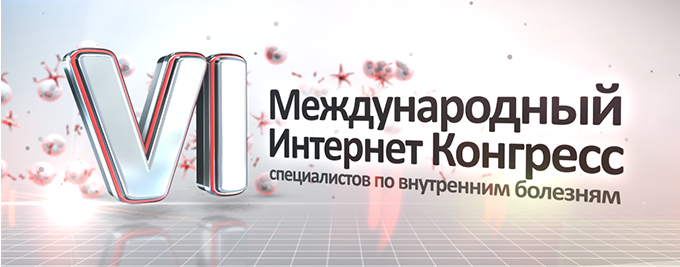 VI
Международный
Интернет Конгресс
специалистов по внутренним болезням